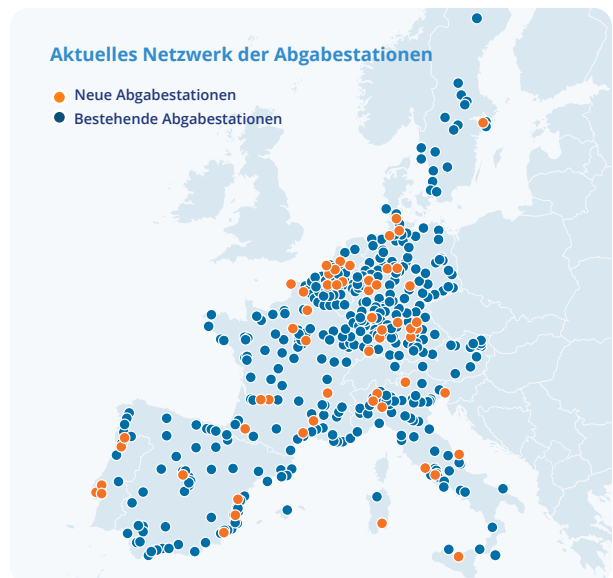 Aktuelles Netzwerk der Abgabestationen
Neue Abgabestationen
Bestehende Abgabestationen